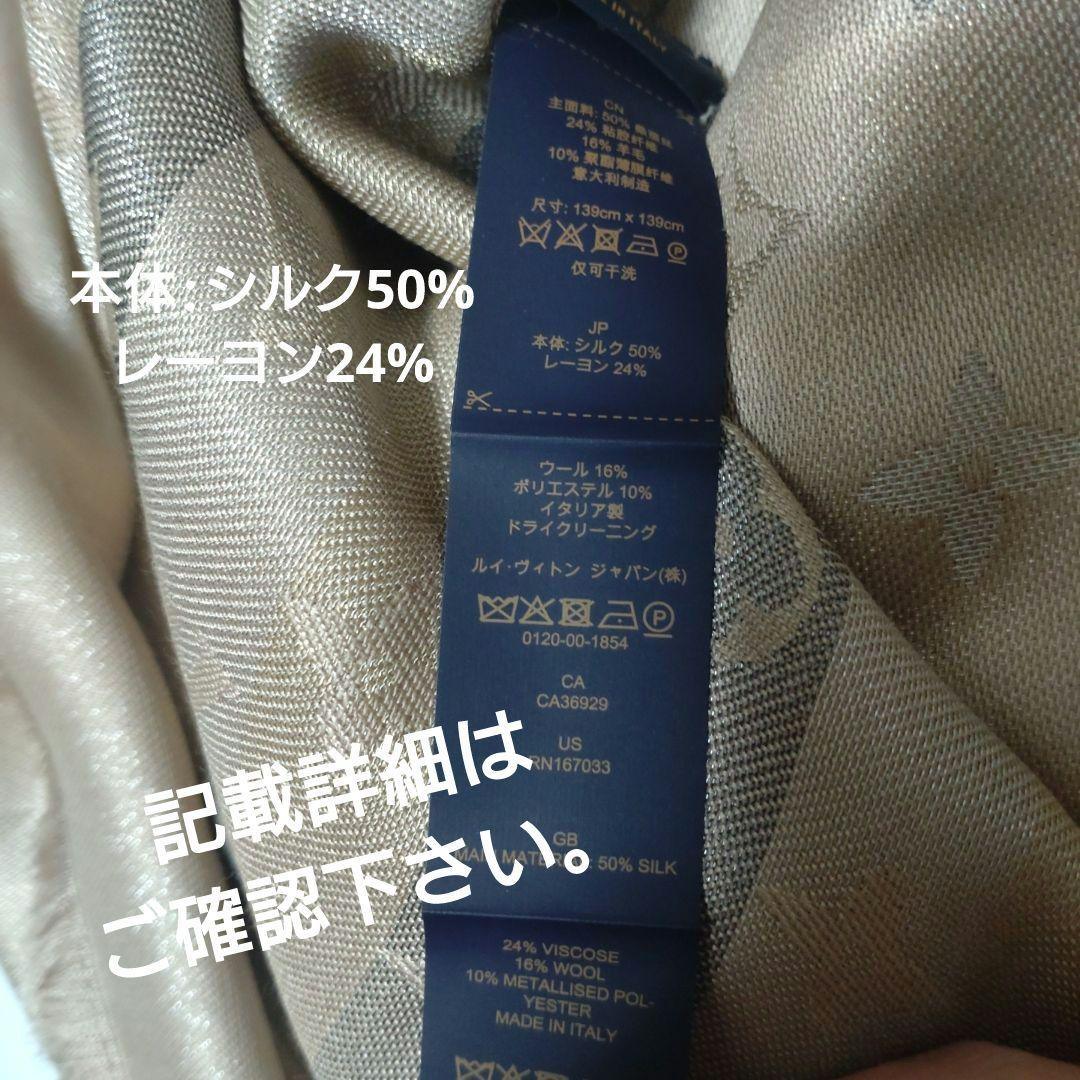 IN ITALY
CN
主面料: 50% 桑蚕丝
24% 粘胶纤维
16% 羊毛
10% 聚脂薄膜纤维
意大利制造
尺寸: 139cm x 139cm
P
仅可干洗
本体:シルク50%
レーヨン24%
JP
本体: シルク 50%
レーヨン 24%
ウール 16%
ポリエステル 10%
イタリア製
ドライクリーニング
ルイ·ヴィトン ジャパン(株)
P
0120-00-1854
CA
CA36929
US
RN167033
記載詳細は
ご確認下さい。
GB
MAIN MATERIAL: 50% SILK
24% VISCOSE
16% WOOL
10% METALLISED POL-
YESTER
MADE IN ITALY